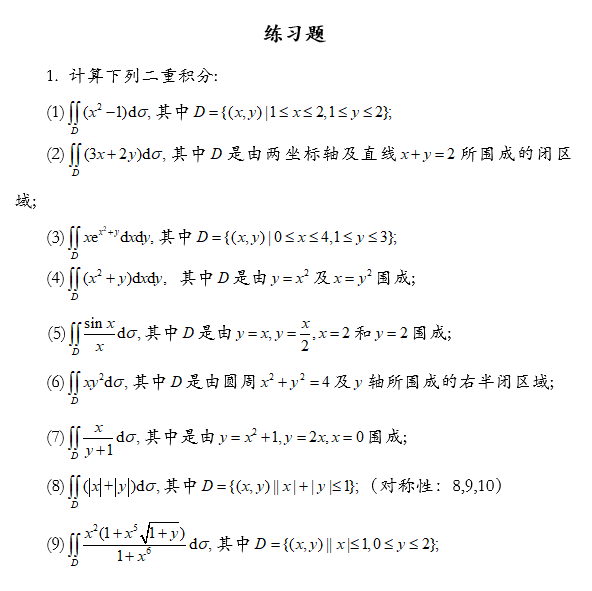 练习题
1. 计算下列二重积分:
(1) ∬_D (x²−1)dσ, 其中 D={(x,y)|1≤x≤2,1≤y≤2};
(2) ∬_D (3x+2y)dσ, 其中 D 是由两坐标轴及直线 x+y=2 所围成的闭区
域;
(3) ∬_D xe^{x²+y}dxdy, 其中 D={(x,y)|0≤x≤4,1≤y≤3};
(4) ∬_D (x²+y)dxdy, 其中 D 是由 y=x² 及 x=y² 围成;
(5) ∬_D \frac{sin x}{x}dσ, 其中 D 是由 y=x, y=\frac{x}{2}, x=2 和 y=2 围成;
(6) ∬_D xy²dσ, 其中 D 是由圆周 x²+y²=4 及 y 轴所围成的右半闭区域;
(7) ∬_D \frac{x}{y+1}dσ, 其中是由 y=x²+1, y=2x, x=0 围成;
(8) ∬_D (|x|+|y|)dσ, 其中 D={(x,y)||x|+|y|≤1}; (对称性: 8,9,10)
(9) ∬_D \frac{x²(1+x⁵√(1+y))}{1+x⁶}dσ, 其中 D={(x,y)||x|≤1,0≤y≤2};